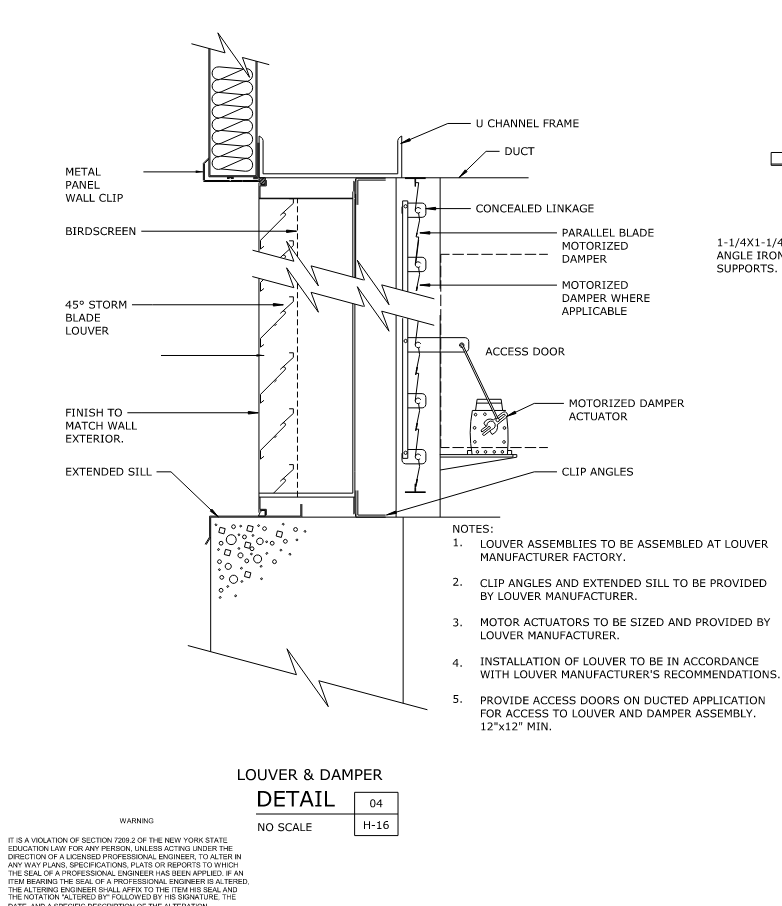 U CHANNEL FRAME
DUCT
METAL
PANEL
WALL CLIP
CONCEALED LINKAGE
BIRDSCREEN
PARALLEL BLADE
MOTORIZED
DAMPER
1-1/4X1-1/4
ANGLE IRON
SUPPORTS.
MOTORIZED
DAMPER WHERE
APPLICABLE
45° STORM
BLADE
LOUVER
ACCESS DOOR
MOTORIZED DAMPER
ACTUATOR
FINISH TO
MATCH WALL
EXTERIOR.
EXTENDED SILL
CLIP ANGLES
NOTES:
1. LOUVER ASSEMBLIES TO BE ASSEMBLED AT LOUVER
MANUFACTURER FACTORY.
2. CLIP ANGLES AND EXTENDED SILL TO BE PROVIDED
BY LOUVER MANUFACTURER.
3. MOTOR ACTUATORS TO BE SIZED AND PROVIDED BY
LOUVER MANUFACTURER.
4. INSTALLATION OF LOUVER TO BE IN ACCORDANCE
WITH LOUVER MANUFACTURER'S RECOMMENDATIONS.
5. PROVIDE ACCESS DOORS ON DUCTED APPLICATION
FOR ACCESS TO LOUVER AND DAMPER ASSEMBLY.
12"x12" MIN.
LOUVER & DAMPER
DETAIL 04
NO SCALE H-16
WARNING
IT IS A VIOLATION OF SECTION 7209.2 OF THE NEW YORK STATE
EDUCATION LAW FOR ANY PERSON, UNLESS ACTING UNDER THE
DIRECTION OF A LICENSED PROFESSIONAL ENGINEER, TO ALTER IN
ANY WAY PLANS, SPECIFICATIONS, PLATS OR REPORTS TO WHICH
THE SEAL OF A PROFESSIONAL ENGINEER HAS BEEN APPLIED. IF AN
ITEM BEARING THE SEAL OF A PROFESSIONAL ENGINEER IS ALTERED,
THE ALTERING ENGINEER SHALL AFFIX TO THE ITEM HIS SEAL AND
THE NOTATION "ALTERED BY" FOLLOWED BY HIS SIGNATURE, THE
DATE, AND A SPECIFIC DESCRIPTION OF THE ALTERATION